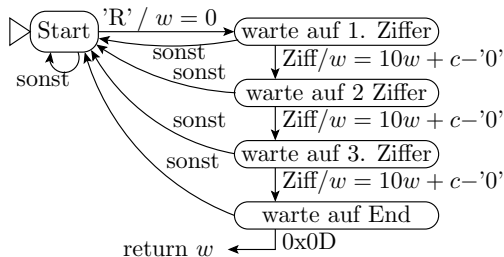 'R' / w = 0
Start
warte auf 1. Ziffer
sonst
Ziff/w = 10w + c−'0'
sonst
sonst
warte auf 2 Ziffer
Ziff/w = 10w + c−'0'
sonst
warte auf 3. Ziffer
sonst
Ziff/w = 10w + c−'0'
warte auf End
0x0D
return w